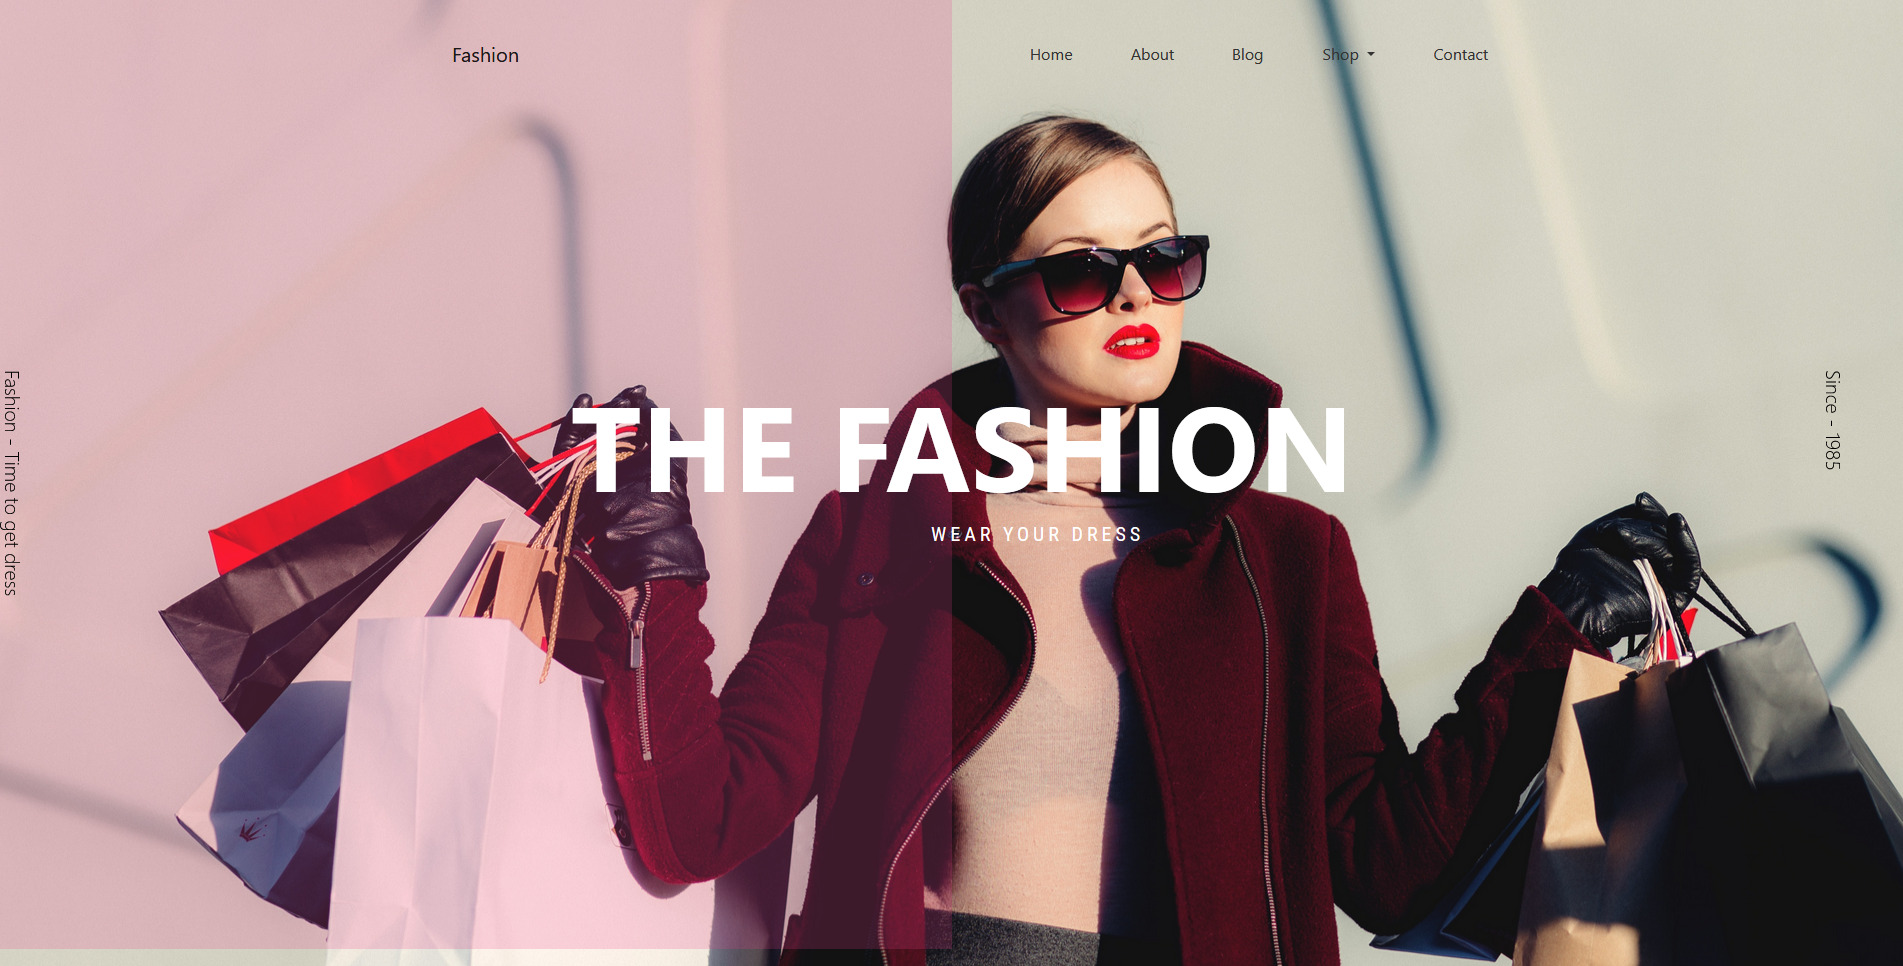 Fashion
Home
About
Blog
Shop
Contact
THE FASHION
WEAR YOUR DRESS
Fashion - Time to get dress
Since - 1985